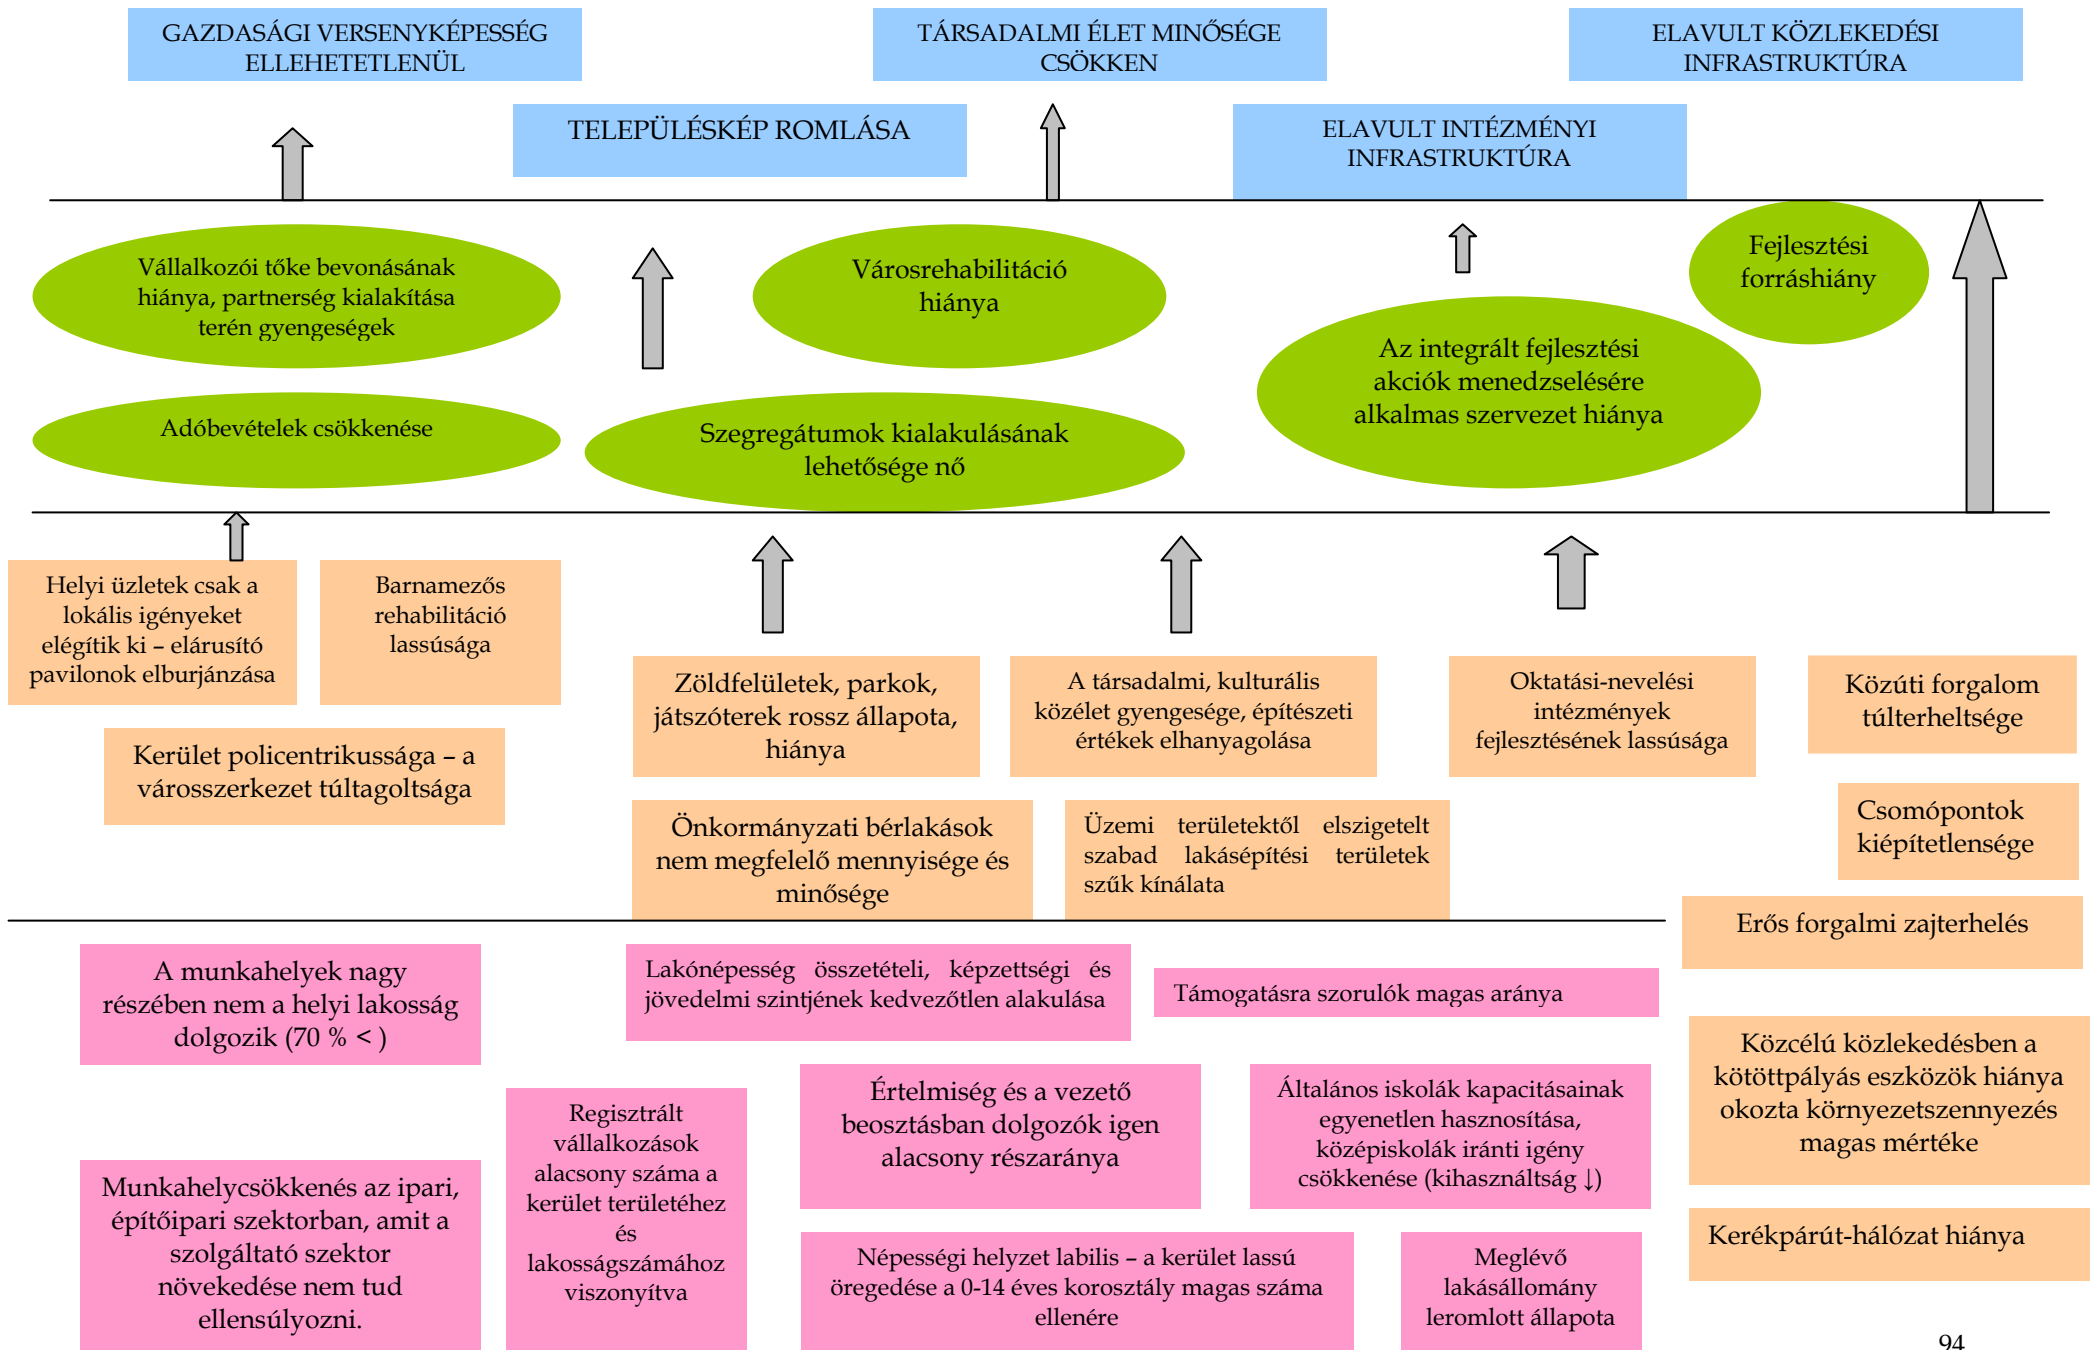 GAZDASÁGI VERSENYKÉPESSÉG
ELLEHETETLENÜL
TÁRSADALMI ÉLET MINŐSÉGE
CSÖKKEN
ELAVULT KÖZLEKEDÉSI
INFRASTRUKTÚRA
TELEPÜLÉSKÉP ROMLÁSA
ELAVULT INTÉZMÉNYI
INFRASTRUKTÚRA
Vállalkozói tőke bevonásának
hiánya, partnerség kialakítása
terén gyengeségek
Városrehabilitáció
hiánya
Fejlesztési
forráshiány
Az integrált fejlesztési
akciók menedzselésére
alkalmas szervezet hiánya
Adóbevételek csökkenése
Szegregátumok kialakulásának
lehetősége nő
Helyi üzletek csak a
lokális igényeket
elégítik ki – elárusító
pavilonok elburjánzása
Barnamezős
rehabilitáció
lassúsága
Zöldfelületek, parkok,
játszóterek rossz állapota,
hiánya
A társadalmi, kulturális
közélet gyengesége, építészeti
értékek elhanyagolása
Oktatási-nevelési
intézmények
fejlesztésének lassúsága
Közúti forgalom
túlterheltsége
Kerület policentrikussága – a
városszerkezet túltagoltsága
Önkormányzati bérlakások
nem megfelelő mennyisége és
minősége
Üzemi területektől elszigetelt
szabad lakásépítési területek
szűk kínálata
Csomópontok
kiépítetlensége
Erős forgalmi zajterhelés
A munkahelyek nagy
részében nem a helyi lakosság
dolgozik (70 % < )
Lakónépesség összetételi, képzettségi és
jövedelmi szintjének kedvezőtlen alakulása
Támogatásra szorulók magas aránya
Közcélú közlekedésben a
kötöttpályás eszközök hiánya
okozta környezetszennyezés
magas mértéke
Regisztrált
vállalkozások
alacsony száma a
kerület területéhez
és
lakosságszámához
viszonyítva
Értelmiség és a vezető
beosztásban dolgozók igen
alacsony részaránya
Általános iskolák kapacitásainak
egyenetlen hasznosítása,
középiskolák iránti igény
csökkenése (kihasználtság ↓)
Munkahelycsökkenés az ipari,
építőipari szektorban, amit a
szolgáltató szektor
növekedése nem tud
ellensúlyozni.
Népességi helyzet labilis – a kerület lassú
öregedése a 0-14 éves korosztály magas száma
ellenére
Meglévő
lakásállomány
leromlott állapota
Kerékpárút-hálózat hiánya
94